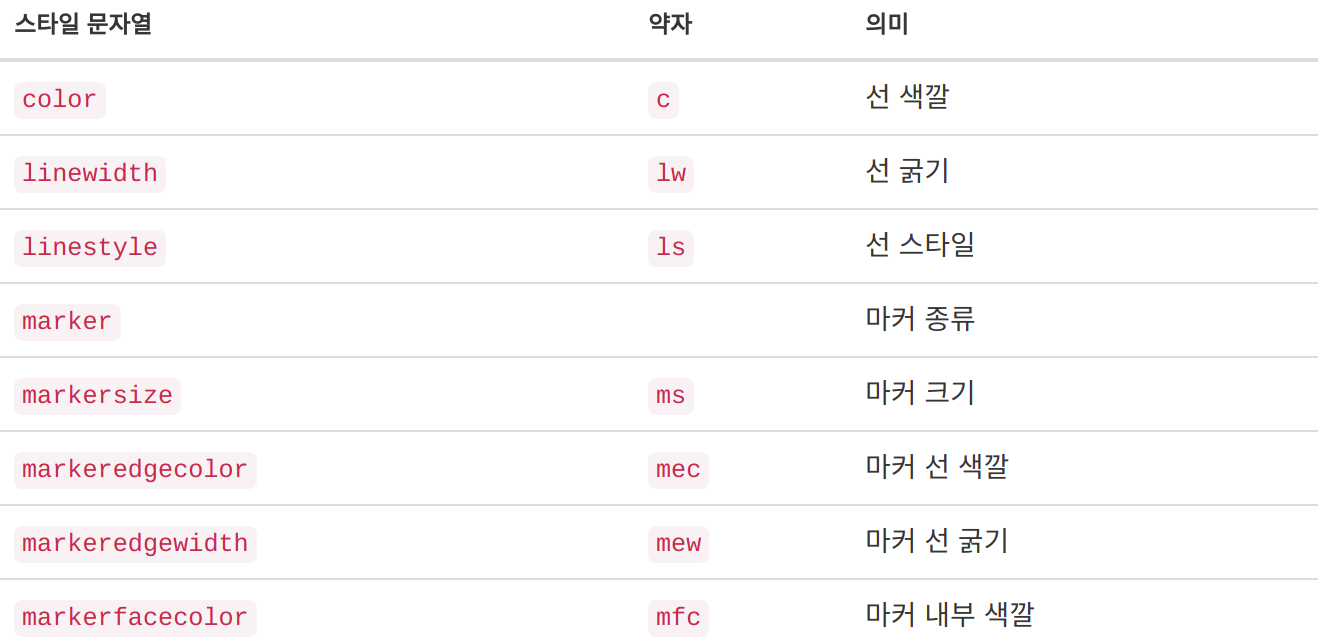 스타일 문자열 약자 의미
color c 선 색깔
linewidth lw 선 굵기
linestyle ls 선 스타일
marker 마커 종류
markersize ms 마커 크기
markeredgecolor mec 마커 선 색깔
markeredgewidth mew 마커 선 굵기
markerfacecolor mfc 마커 내부 색깔